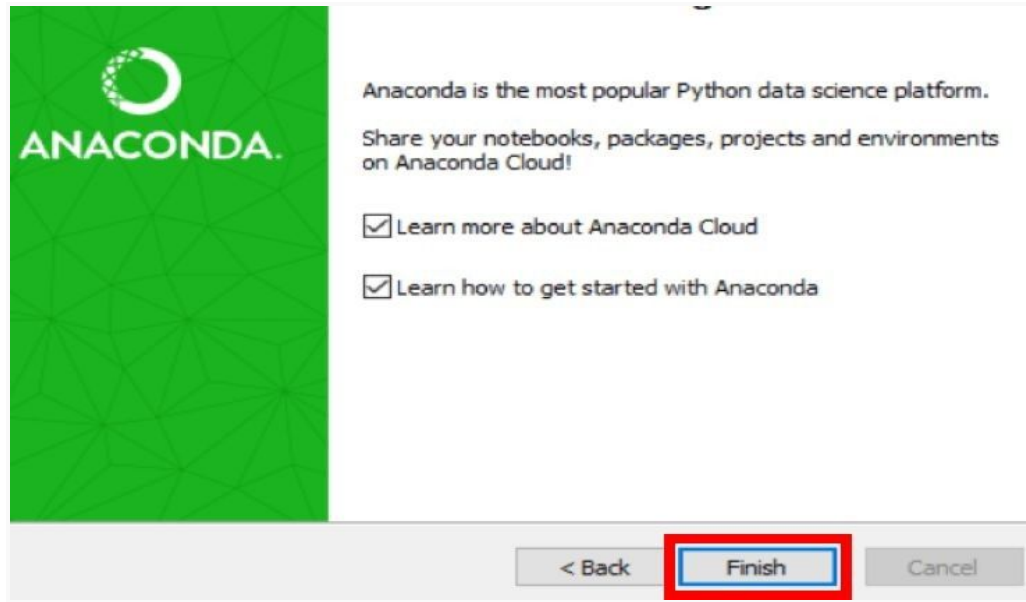 ANACONDA.
Anaconda is the most popular Python data science platform.
Share your notebooks, packages, projects and environments
on Anaconda Cloud!
Learn more about Anaconda Cloud
Learn how to get started with Anaconda
< Back
Finish
Cancel